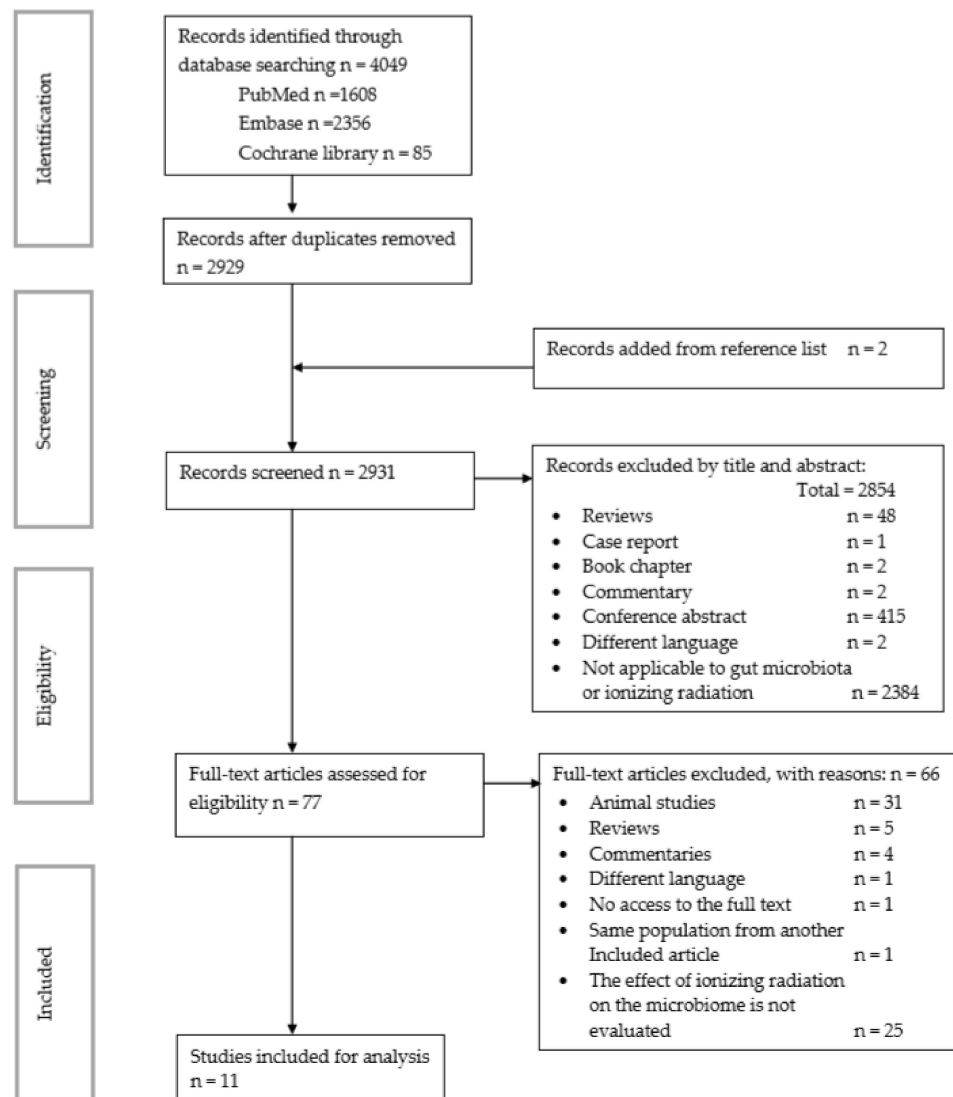 Identification
Records identified through
database searching n = 4049
PubMed n =1608
Embase n =2356
Cochrane library n = 85
Records after duplicates removed
n = 2929
Screening
Records added from reference list n = 2
Records screened n = 2931
Records excluded by title and abstract:
Total = 2854
• Reviews n = 48
• Case report n = 1
• Book chapter n = 2
• Commentary n = 2
• Conference abstract n = 415
• Different language n = 2
• Not applicable to gut microbiota
or ionizing radiation n = 2384
Eligibility
Full-text articles assessed for
eligibility n = 77
Full-text articles excluded, with reasons: n = 66
• Animal studies n = 31
• Reviews n = 5
• Commentaries n = 4
• Different language n = 1
• No access to the full text n = 1
• Same population from another
Included article n = 1
• The effect of ionizing radiation
on the microbiome is not
evaluated n = 25
Included
Studies included for analysis
n = 11